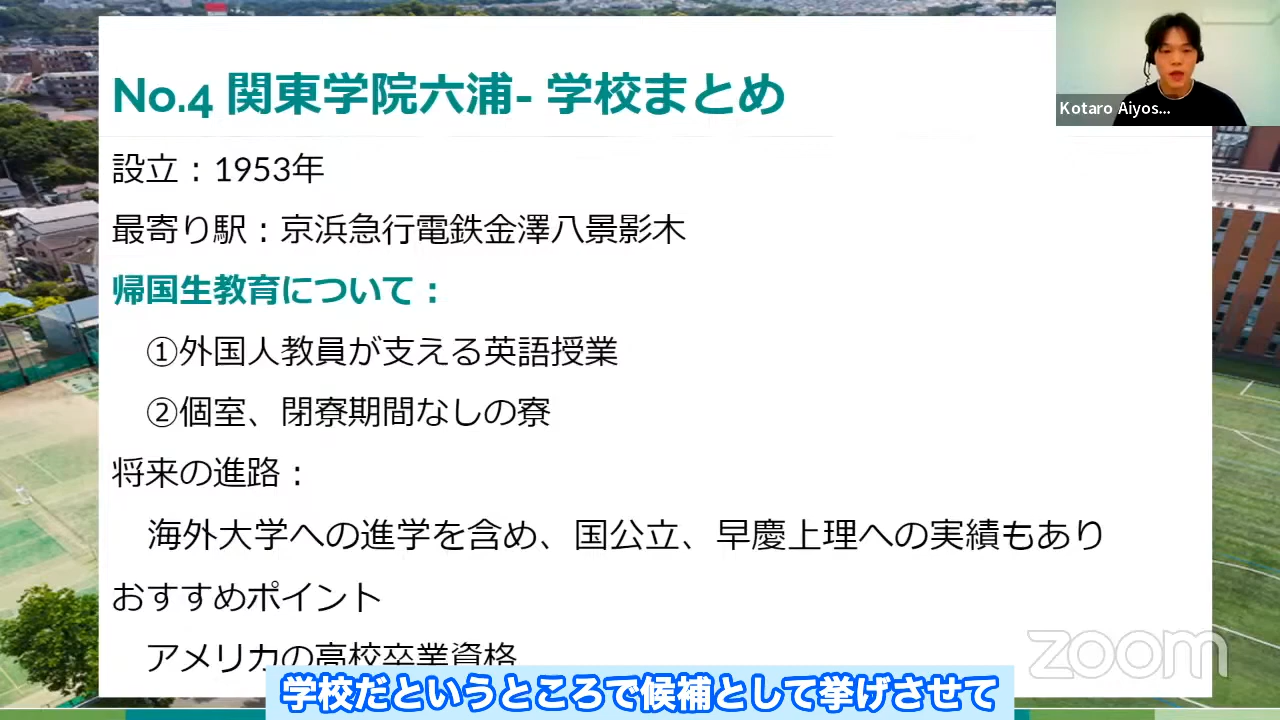 No.4 関東学院六浦- 学校まとめ
Kotaro Aiyos...
設立：1953年
最寄り駅：京浜急行電鉄金澤八景影木
帰国生教育について：
①外国人教員が支える英語授業
②個室、閉寮期間なしの寮
将来の進路：
海外大学への進学を含め、国公立、早慶上理への実績もあり
おすすめポイント
アメリカの高校卒業資格
zoom
学校だというところで候補として挙げさせて